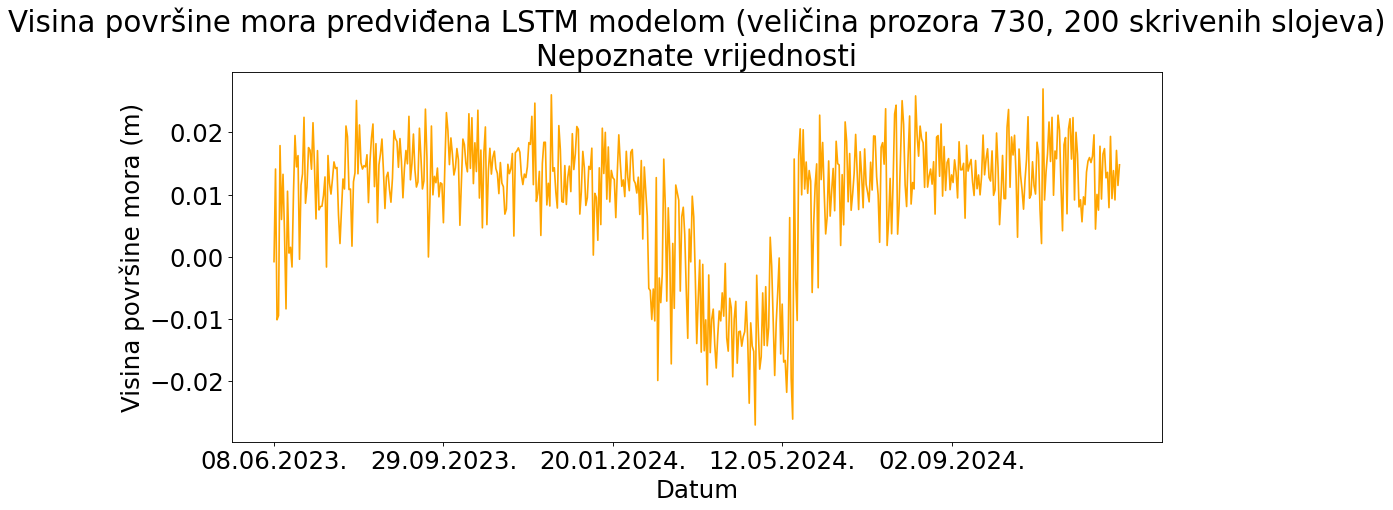 Visina površine mora predviđena LSTM modelom (veličina prozora 730, 200 skrivenih slojeva)
Nepoznate vrijednosti
Visina površine mora (m)
0.02
0.01
0.00
−0.01
−0.02
08.06.2023. 29.09.2023. 20.01.2024. 12.05.2024. 02.09.2024.
Datum